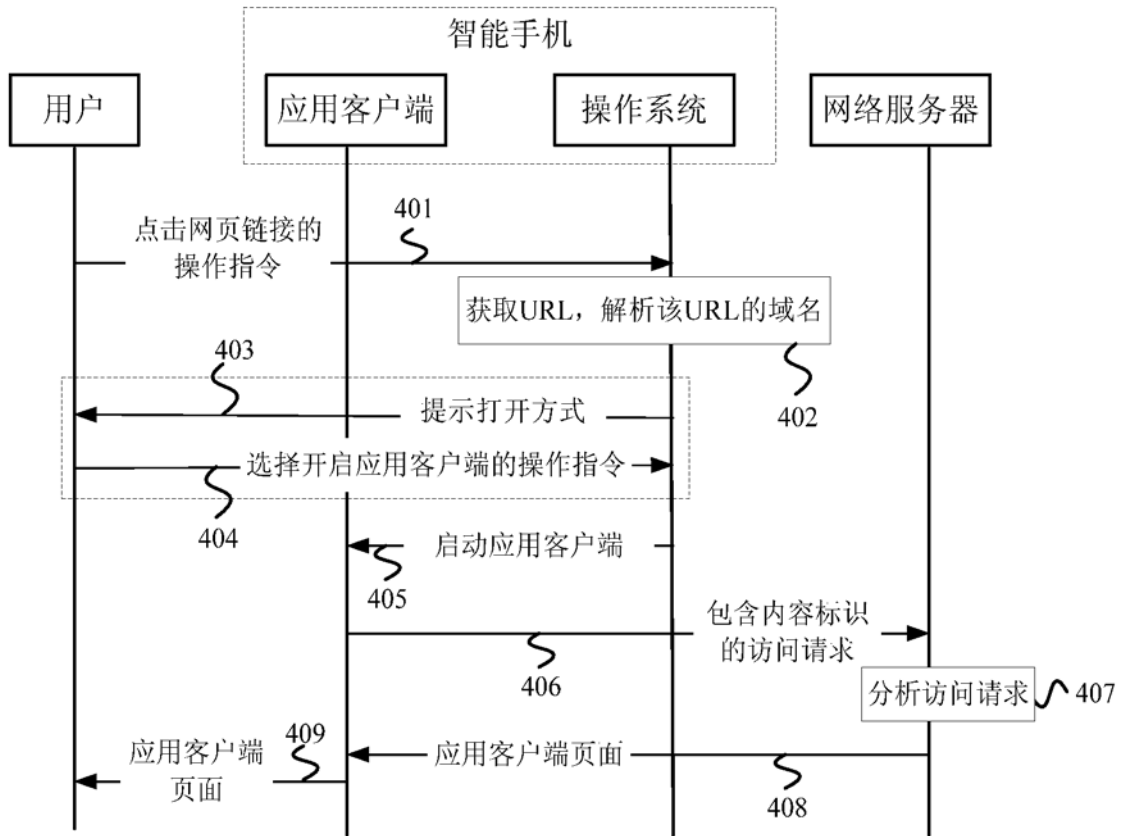 智能手机
用户
应用客户端
操作系统
网络服务器
401
点击网页链接的
操作指令
获取URL，解析该URL的域名
402
403
提示打开方式
选择开启应用客户端的操作指令
404
启动应用客户端
405
包含内容标识
的访问请求
406
分析访问请求
407
应用客户端页面
408
409
应用客户端
页面